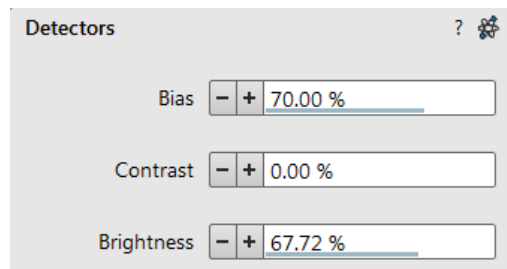 Detectors ?
Bias - + 70.00 %
Contrast - + 0.00 %
Brightness - + 67.72 %